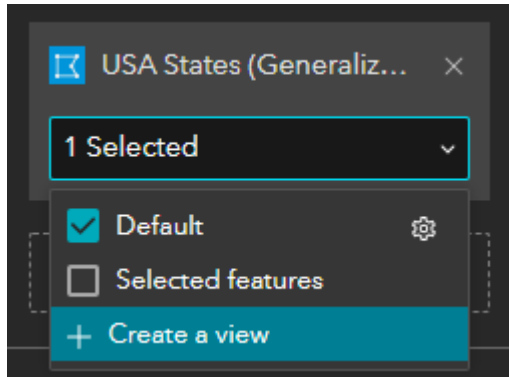 USA States (Generaliz...
1 Selected
Default
Selected features
+ Create a view